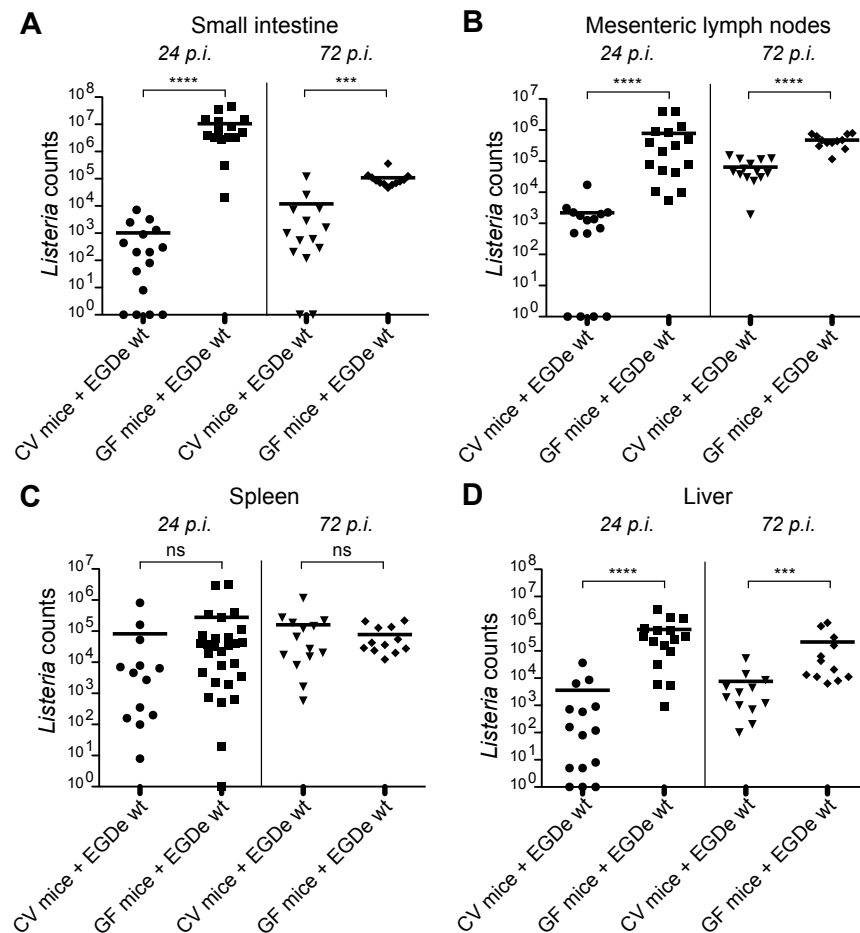 A
Small intestine
24 p.i.
72 p.i.
****
***
Listeria counts
10^8
10^7
10^6
10^5
10^4
10^3
10^2
10^1
10^0
CV mice + EGDe wt
GF mice + EGDe wt
CV mice + EGDe wt
GF mice + EGDe wt
B
Mesenteric lymph nodes
24 p.i.
72 p.i.
****
****
Listeria counts
10^7
10^6
10^5
10^4
10^3
10^2
10^1
10^0
CV mice + EGDe wt
GF mice + EGDe wt
CV mice + EGDe wt
GF mice + EGDe wt
C
Spleen
24 p.i.
72 p.i.
ns
ns
Listeria counts
10^7
10^6
10^5
10^4
10^3
10^2
10^1
10^0
CV mice + EGDe wt
GF mice + EGDe wt
CV mice + EGDe wt
GF mice + EGDe wt
D
Liver
24 p.i.
72 p.i.
****
***
Listeria counts
10^8
10^7
10^6
10^5
10^4
10^3
10^2
10^1
10^0
CV mice + EGDe wt
GF mice + EGDe wt
CV mice + EGDe wt
GF mice + EGDe wt